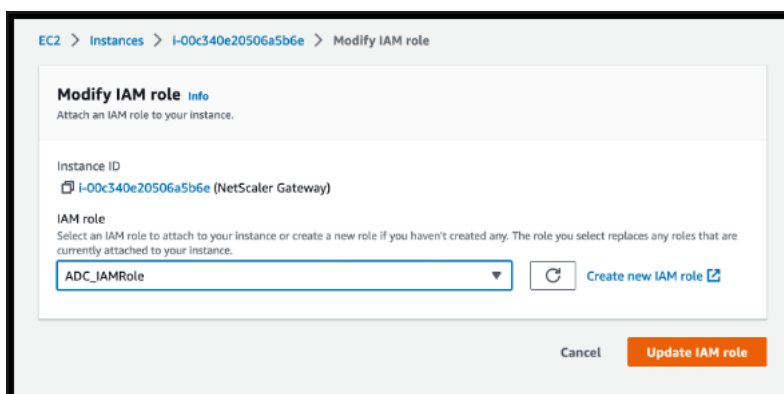 EC2 > Instances > i-00c340e20506a5b6e > Modify IAM role
Modify IAM role Info
Attach an IAM role to your instance.
Instance ID
i-00c340e20506a5b6e (NetScaler Gateway)
IAM role
Select an IAM role to attach to your instance or create a new role if you haven't created any. The role you select replaces any roles that are
currently attached to your instance.
ADC_IAMRole
Create new IAM role
Cancel
Update IAM role